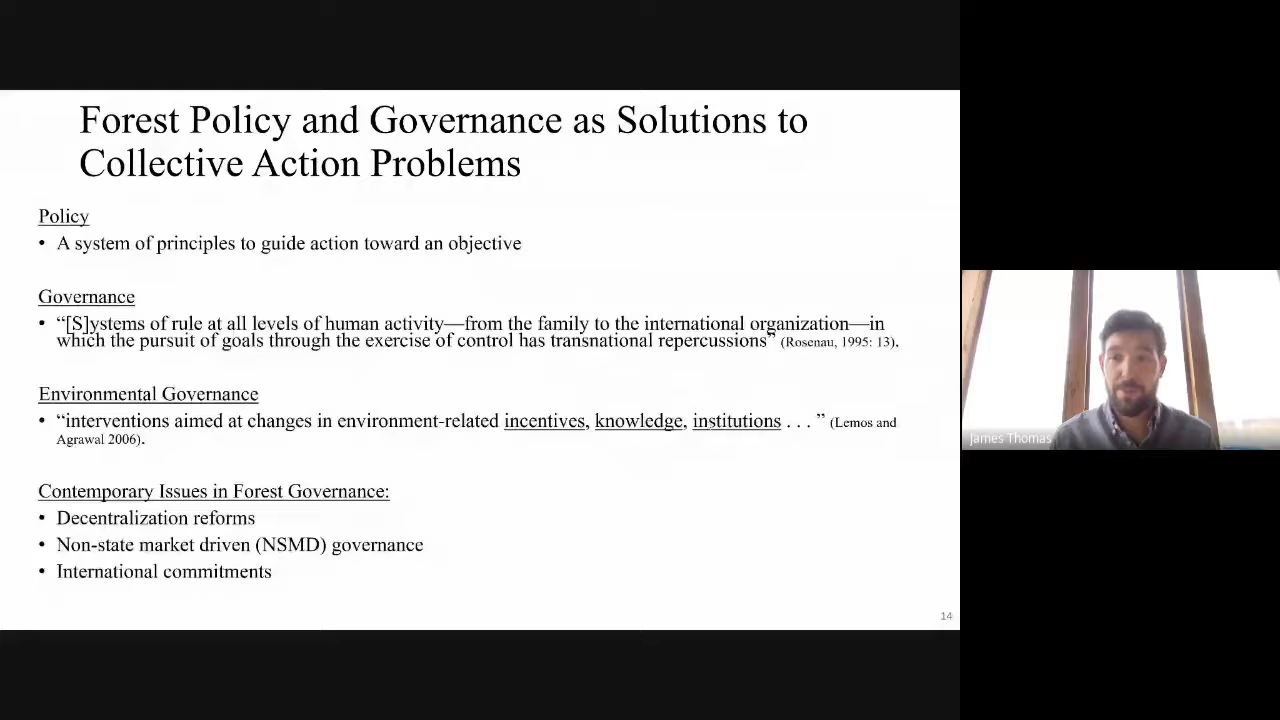 Forest Policy and Governance as Solutions to
Collective Action Problems
Policy
• A system of principles to guide action toward an objective
Governance
• “[S]ystems of rule at all levels of human activity—from the family to the international organization—in
which the pursuit of goals through the exercise of control has transnational repercussions” (Rosenau, 1995: 13).
Environmental Governance
• “interventions aimed at changes in environment-related incentives, knowledge, institutions . . . ” (Lemos and
Agrawal 2006).
Contemporary Issues in Forest Governance:
• Decentralization reforms
• Non-state market driven (NSMD) governance
• International commitments
14
James Thomas